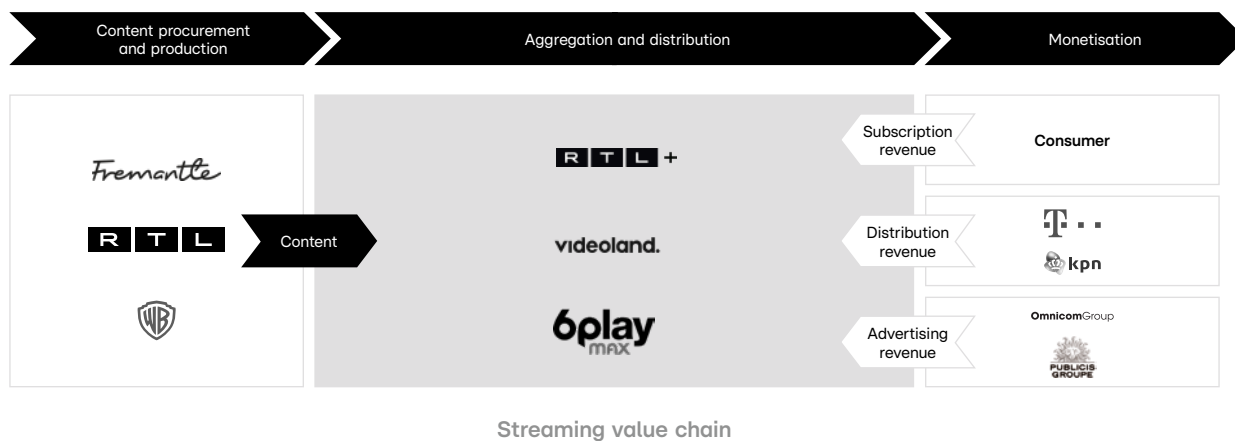 Content procurement
and production
Aggregation and distribution
Monetisation
Fremantle
RTL
WB
Content
RTL+
videoland.
6play
max
Subscription
revenue
Consumer
Distribution
revenue
T
kpn
Advertising
revenue
OmnicomGroup
PUBLICIS
GROUPE
Streaming value chain